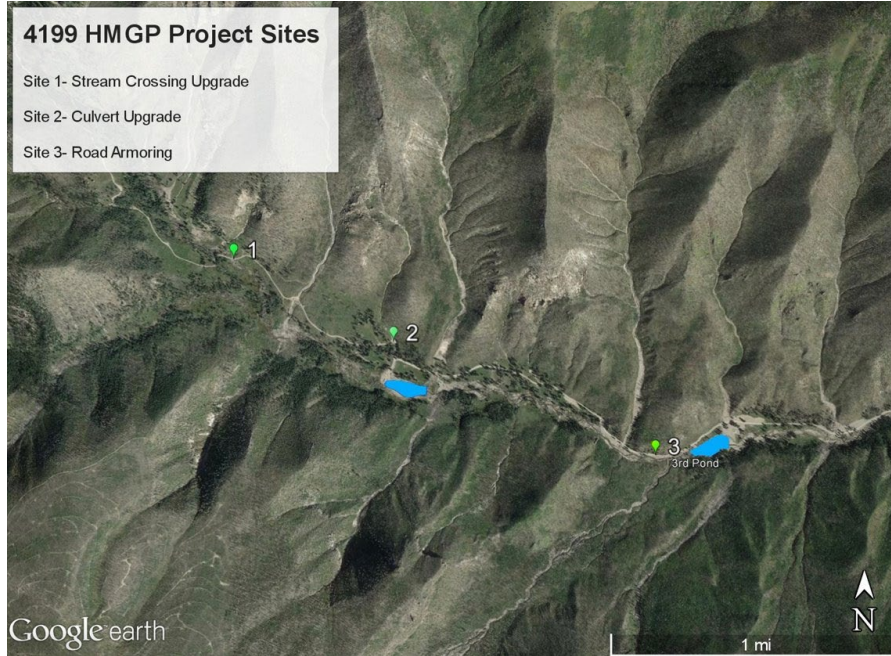 4199 HMGP Project Sites
Site 1- Stream Crossing Upgrade
Site 2- Culvert Upgrade
Site 3- Road Armoring
1
2
3
3rd Pond
N
Google earth
1 mi